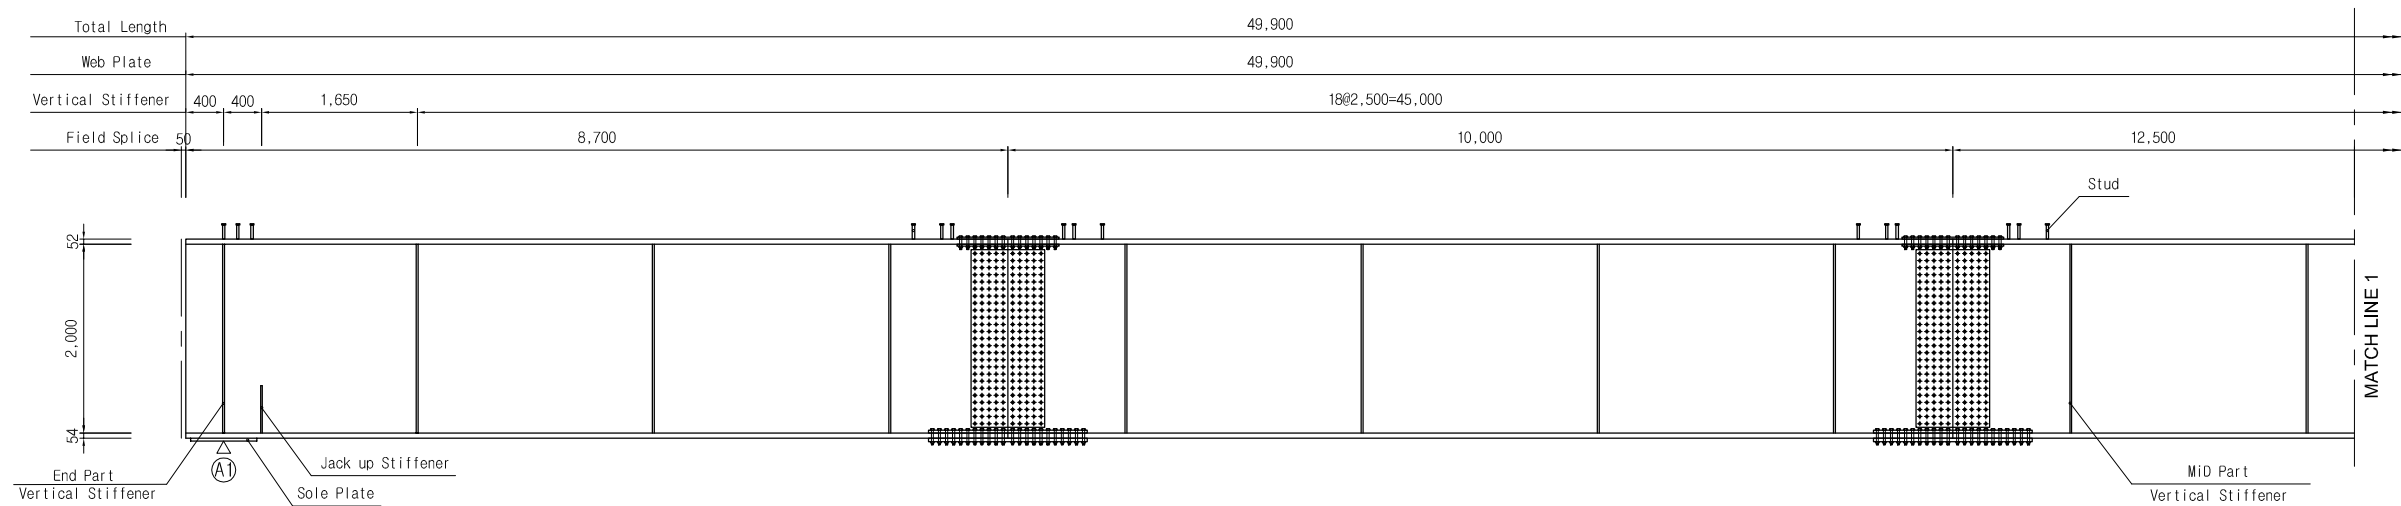 Total Length
49,900
Web Plate
49,900
Vertical Stiffener
400
400
1,650
18@2,500=45,000
Field Splice
50
8,700
10,000
12,500
Stud
52
2,000
54
MATCH LINE 1
A1
End Part
Vertical Stiffener
Jack up Stiffener
Sole Plate
MiD Part
Vertical Stiffener